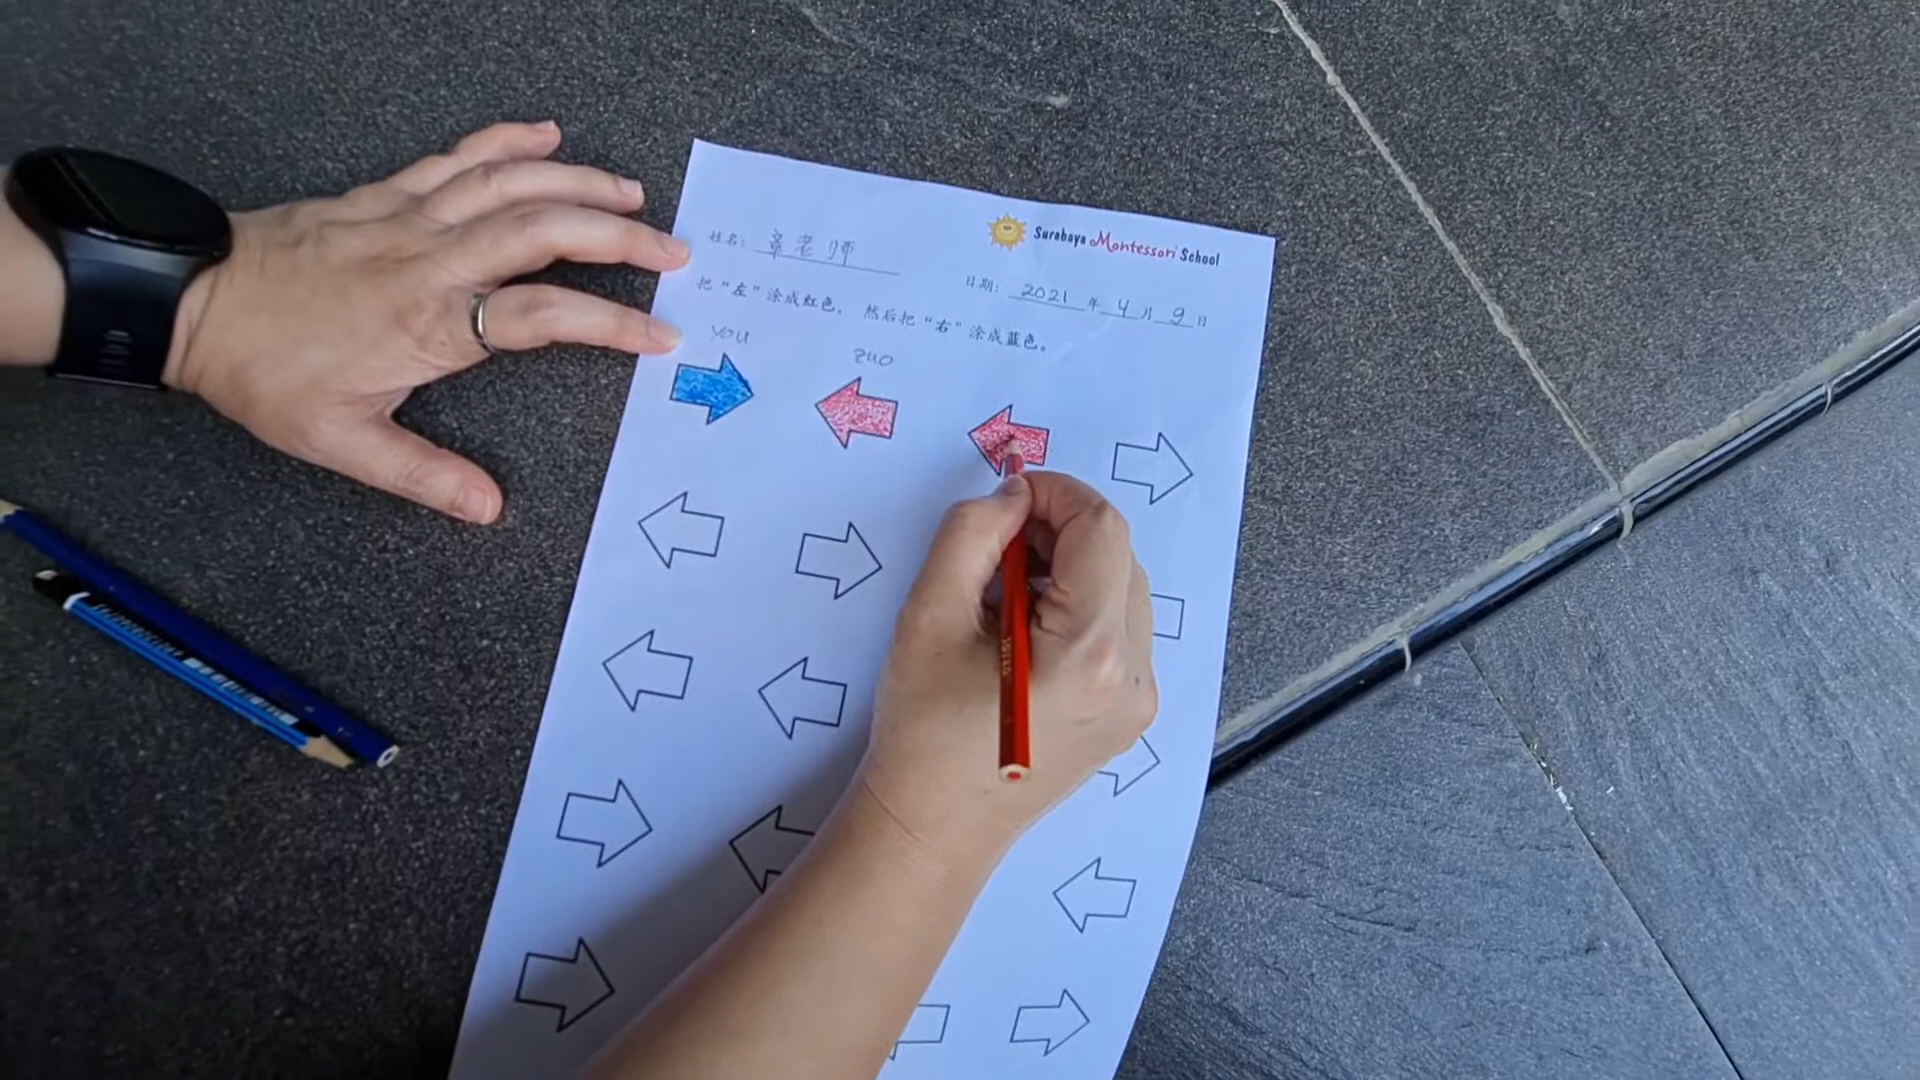 Surabaya Montessori School
姓名: 章老师
日期: 2021 年 4 月 9 日
把“左”涂成红色, 然后把“右”涂成蓝色。
you
zuo